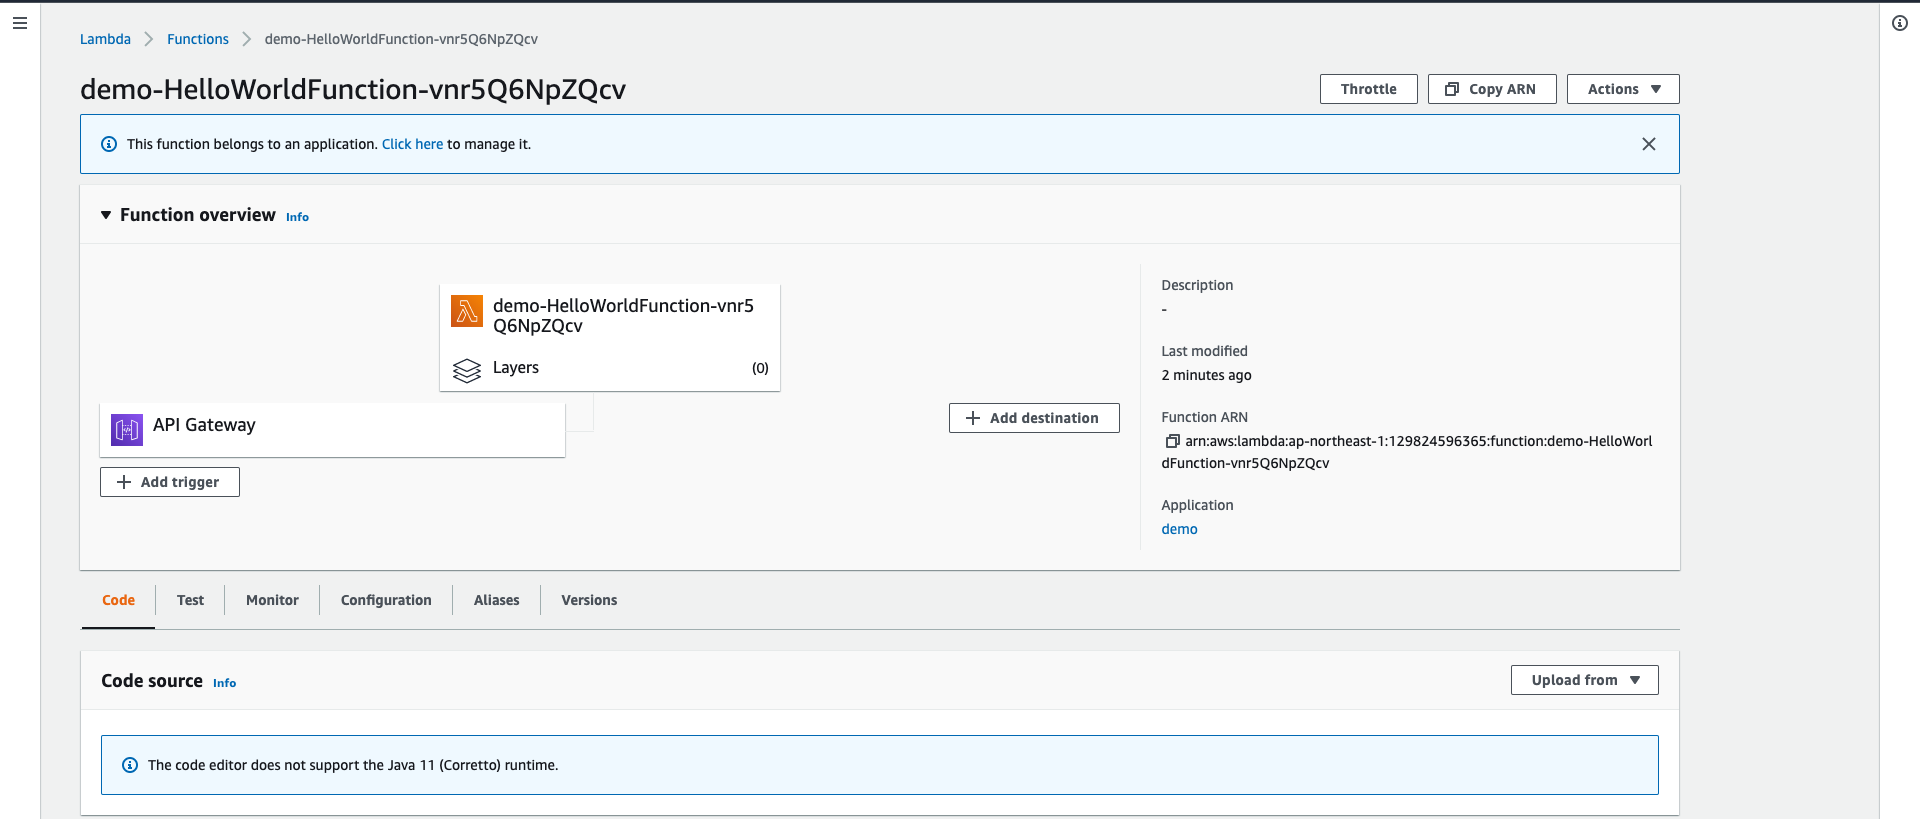 Lambda > Functions > demo-HelloWorldFunction-vnr5Q6NpZQcv
demo-HelloWorldFunction-vnr5Q6NpZQcv
Throttle
Copy ARN
Actions
This function belongs to an application. Click here to manage it.
Function overview Info
demo-HelloWorldFunction-vnr5
Q6NpZQcv
Layers (0)
API Gateway
+ Add trigger
+ Add destination
Description
-
Last modified
2 minutes ago
Function ARN
arn:aws:lambda:ap-northeast-1:129824596365:function:demo-HelloWorl
dFunction-vnr5Q6NpZQcv
Application
demo
Code
Test
Monitor
Configuration
Aliases
Versions
Code source Info
Upload from
The code editor does not support the Java 11 (Corretto) runtime.